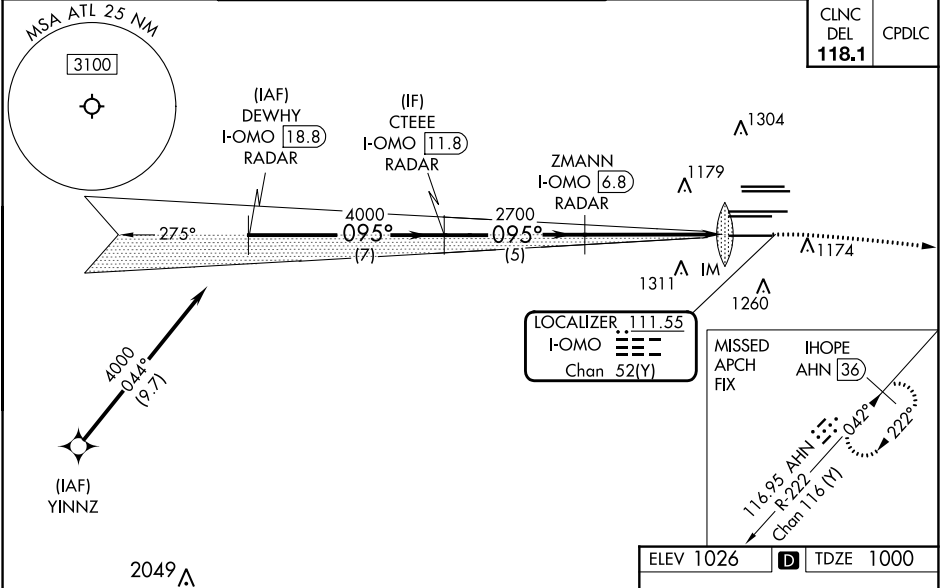 MSA ATL 25 NM
3100
CLNC
DEL
118.1
CPDLC
(IAF)
DEWHY
I-OMO 18.8
RADAR
(IF)
CTEEE
I-OMO 11.8
RADAR
ZMANN
I-OMO 6.8
RADAR
1304
1179
275°
4000
095°
(7)
2700
095°
(5)
1174
1311
IM
1260
LOCALIZER 111.55
I-OMO
Chan 52(Y)
4000
044°
(9.7)
(IAF)
YINNZ
MISSED
APCH
FIX
IHOPE
AHN 36
042°
222°
116.95 AHN
R-222
Chan 116 (Y)
2049
ELEV 1026 D TDZE 1000